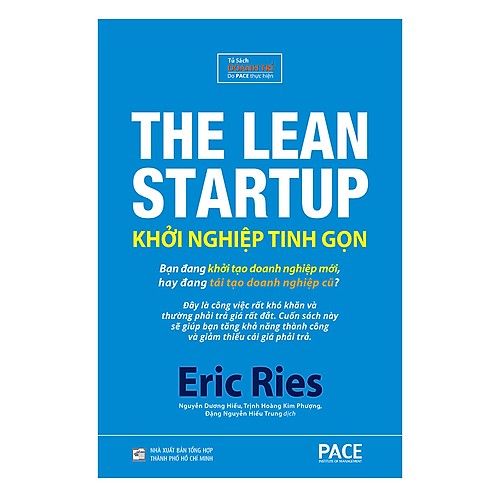 Tủ Sách
DOANH TRÍ
Do PACE thực hiện
THE LEAN
STARTUP
KHỞI NGHIỆP TINH GỌN
Bạn đang khởi tạo doanh nghiệp mới,
hay đang tái tạo doanh nghiệp cũ?
Đây là công việc rất khó khăn và
thường phải trả giá rất đắt. Cuốn sách này
sẽ giúp bạn tăng khả năng thành công
và giảm thiểu cái giá phải trả.
Eric Ries
Nguyễn Dương Hiếu, Trịnh Hoàng Kim Phượng,
Đặng Nguyễn Hiếu Trung dịch
NHÀ XUẤT BẢN TỔNG HỢP
THÀNH PHỐ HỒ CHÍ MINH
PACE
INSTITUTE OF MANAGEMENT